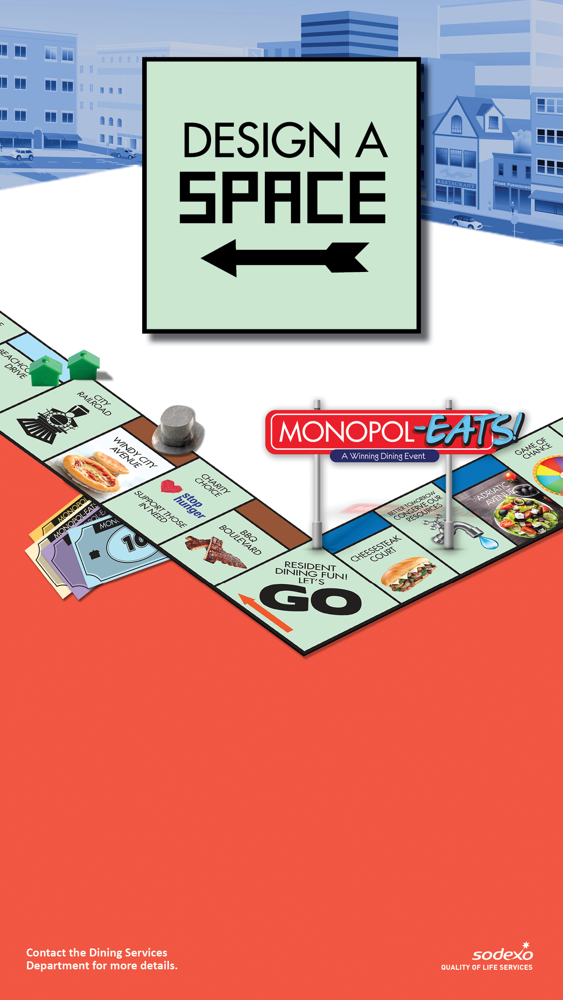 DESIGN A
SPACE
RESTAURANT
HOME FURNISHING
BEACHCO
DRIVE
CITY
RAILROAD
WINDY CITY
AVENUE
CHARITY
CHOICE
stop
hunger
SUPPORT THOSE
IN NEED
BBQ
BOULEVARD
RESIDENT
DINING FUN!
LET'S
GO
MONOPOL-EATS!
A Winning Dining Event
CHEESESTEAK
COURT
BETTER TOMORROW
CONSERVE OUR
RESOURCES
ADRIATIC
AVENUE
GAME OF
CHANCE
MONOPOL
MONOPOL-EATS
OPOL-EA
MONO
10
Contact the Dining Services
Department for more details.
sodexo
QUALITY OF LIFE SERVICES